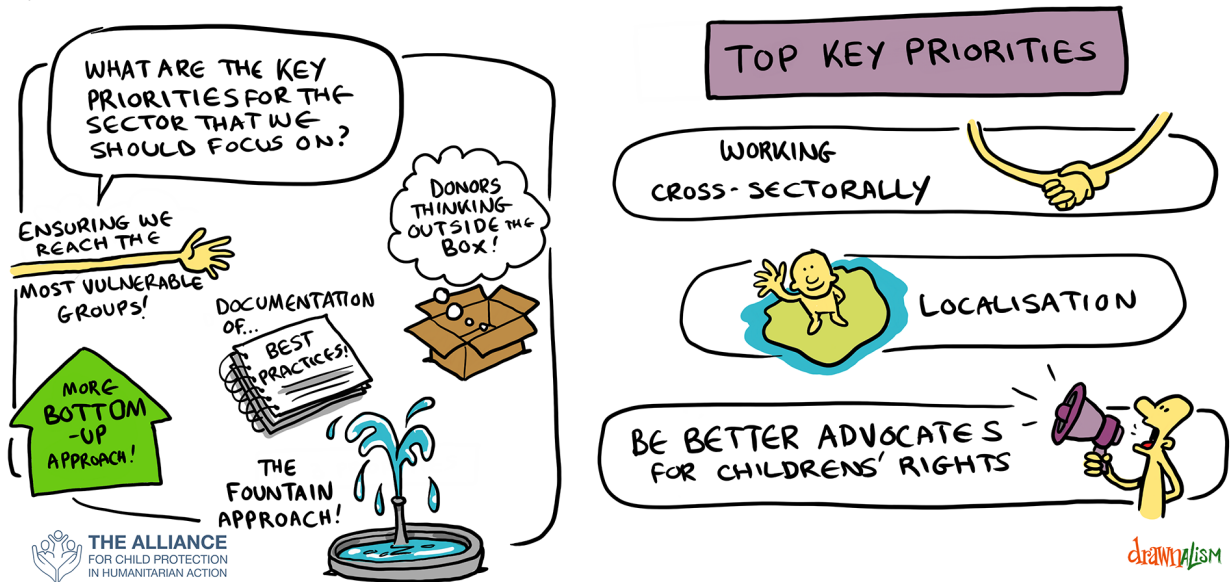 WHAT ARE THE KEY
PRIORITIES FOR THE
SECTOR THAT WE
SHOULD FOCUS ON?
ENSURING WE
REACH THE
MOST VULNERABLE
GROUPS!
DONORS
THINKING
OUTSIDE THE
BOX!
DOCUMENTATION
OF...
BEST
PRACTICES!
MORE
BOTTOM
-UP
APPROACH!
THE
FOUNTAIN
APPROACH!
THE ALLIANCE
FOR CHILD PROTECTION
IN HUMANITARIAN ACTION
TOP KEY PRIORITIES
WORKING
CROSS-SECTORALLY
LOCALISATION
BE BETTER ADVOCATES
FOR CHILDRENS' RIGHTS
drawnALISM